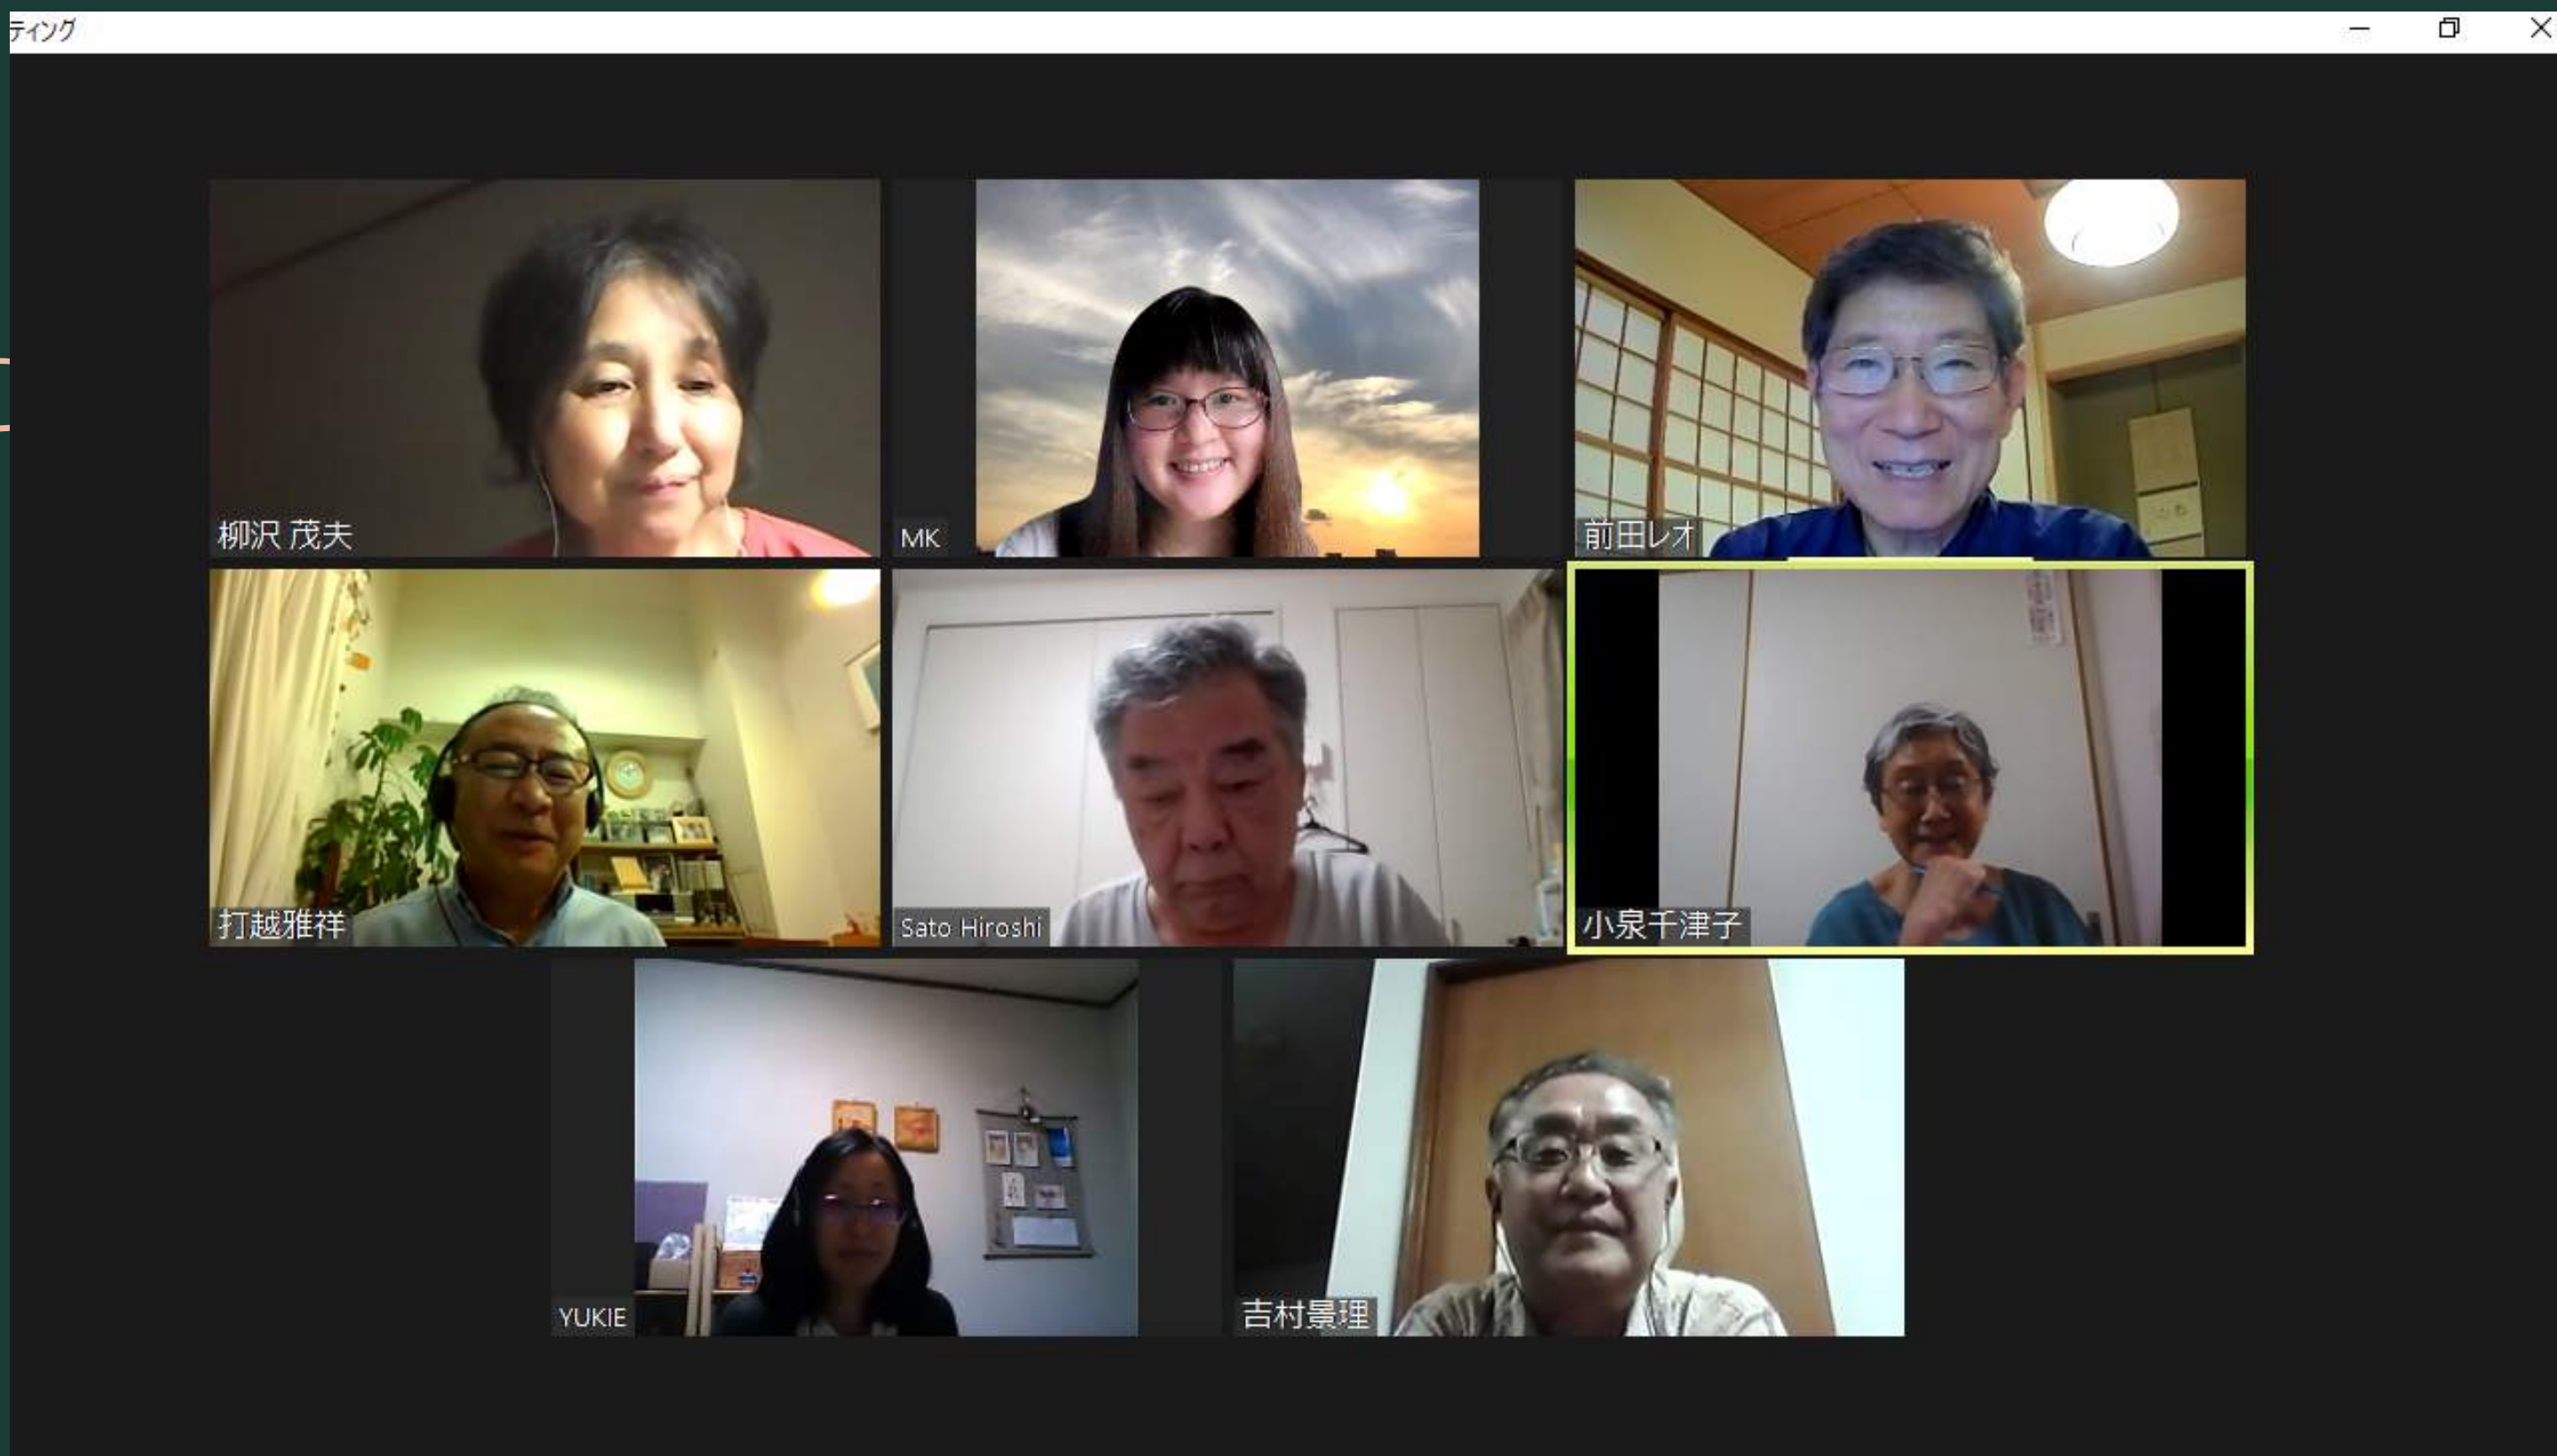 ティング
柳沢 茂夫
MK
前田レオ
打越雅祥
Sato Hiroshi
小泉千津子
YUKIE
吉村景理